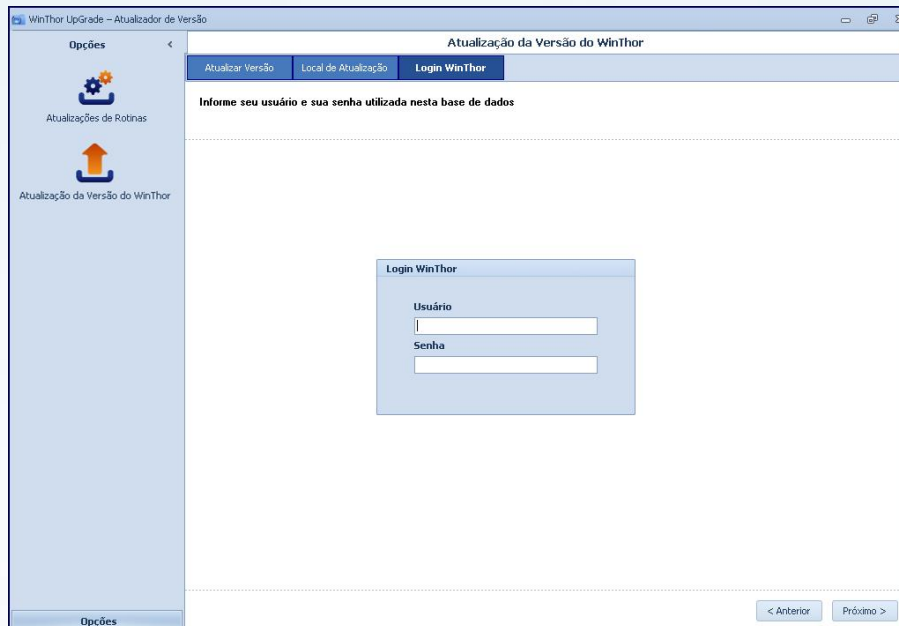 WinThor UpGrade – Atualizador de Versão
Opções <
Atualização da Versão do WinThor
Atualizar Versão
Local de Atualização
Login WinThor
Atualizações de Rotinas
Atualização da Versão do WinThor
Informe seu usuário e sua senha utilizada nesta base de dados
Login WinThor
Usuário
Senha
< Anterior
Próximo >
Opções